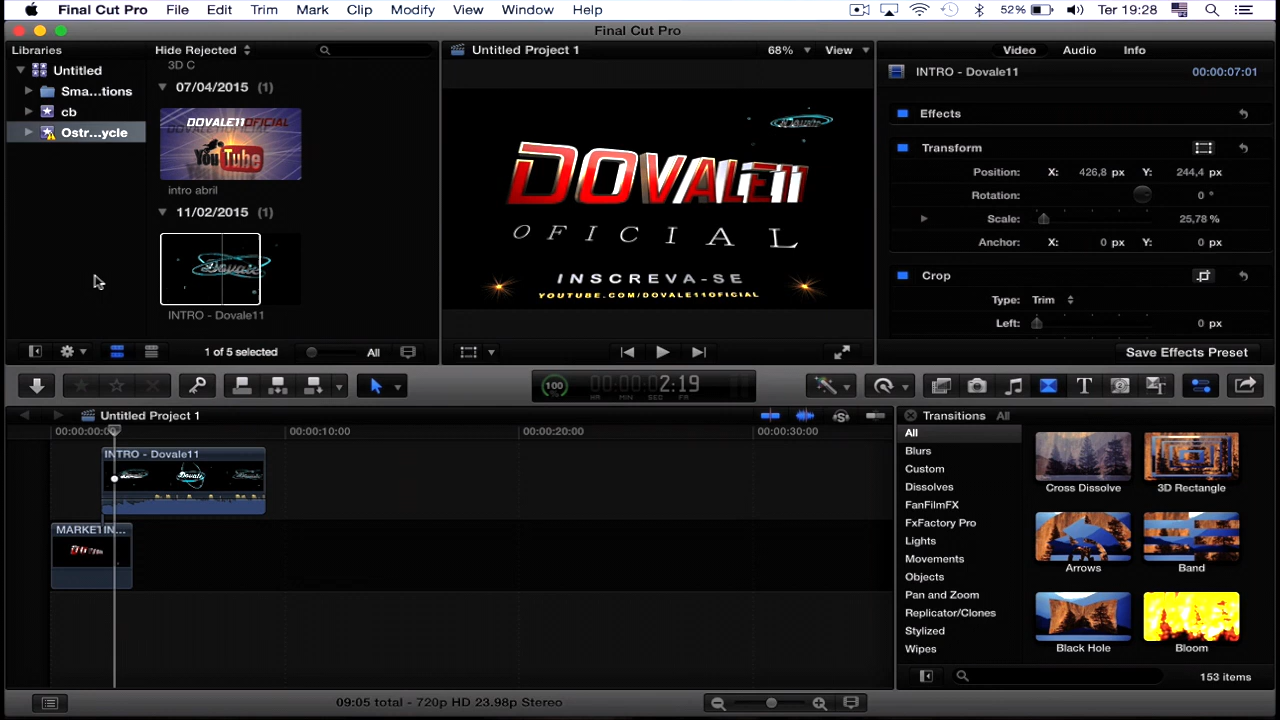 Final Cut Pro File Edit Trim Mark Clip Modify View Window Help 52% Ter 19:28
Final Cut Pro
Libraries Hide Rejected Untitled Project 1 68% View Video Audio Info
Untitled
Sma...tions
cb
Ostr...ycle
3D C
07/04/2015 (1)
DOVALE11OFICIAL
YouTube
intro abril
11/02/2015 (1)
INTRO - Dovale11
DOVALE11
OFICIAL
INSCREVA-SE
YOUTUBE.COM/DOVALE11OFICIAL
INTRO - Dovale11 00:00:07:01
Effects
Transform
Position: X: 426,8 px Y: 244,4 px
Rotation: 0 °
Scale: 25,78 %
Anchor: X: 0 px Y: 0 px
Crop
Type: Trim
Left: 0 px
1 of 5 selected All Save Effects Preset
100 00:00:02:19
HR MIN SEC FR
Untitled Project 1 Transitions All
00:00:00:00 00:00:10:00 00:00:20:00 00:00:30:00
INTRO - Dovale11
MARKETIN...
All
Blurs
Custom
Dissolves
FanFilmFX
FxFactory Pro
Lights
Movements
Objects
Pan and Zoom
Replicator/Clones
Stylized
Wipes
Cross Dissolve 3D Rectangle
Arrows Band
Black Hole Bloom
153 items
09:05 total - 720p HD 23.98p Stereo